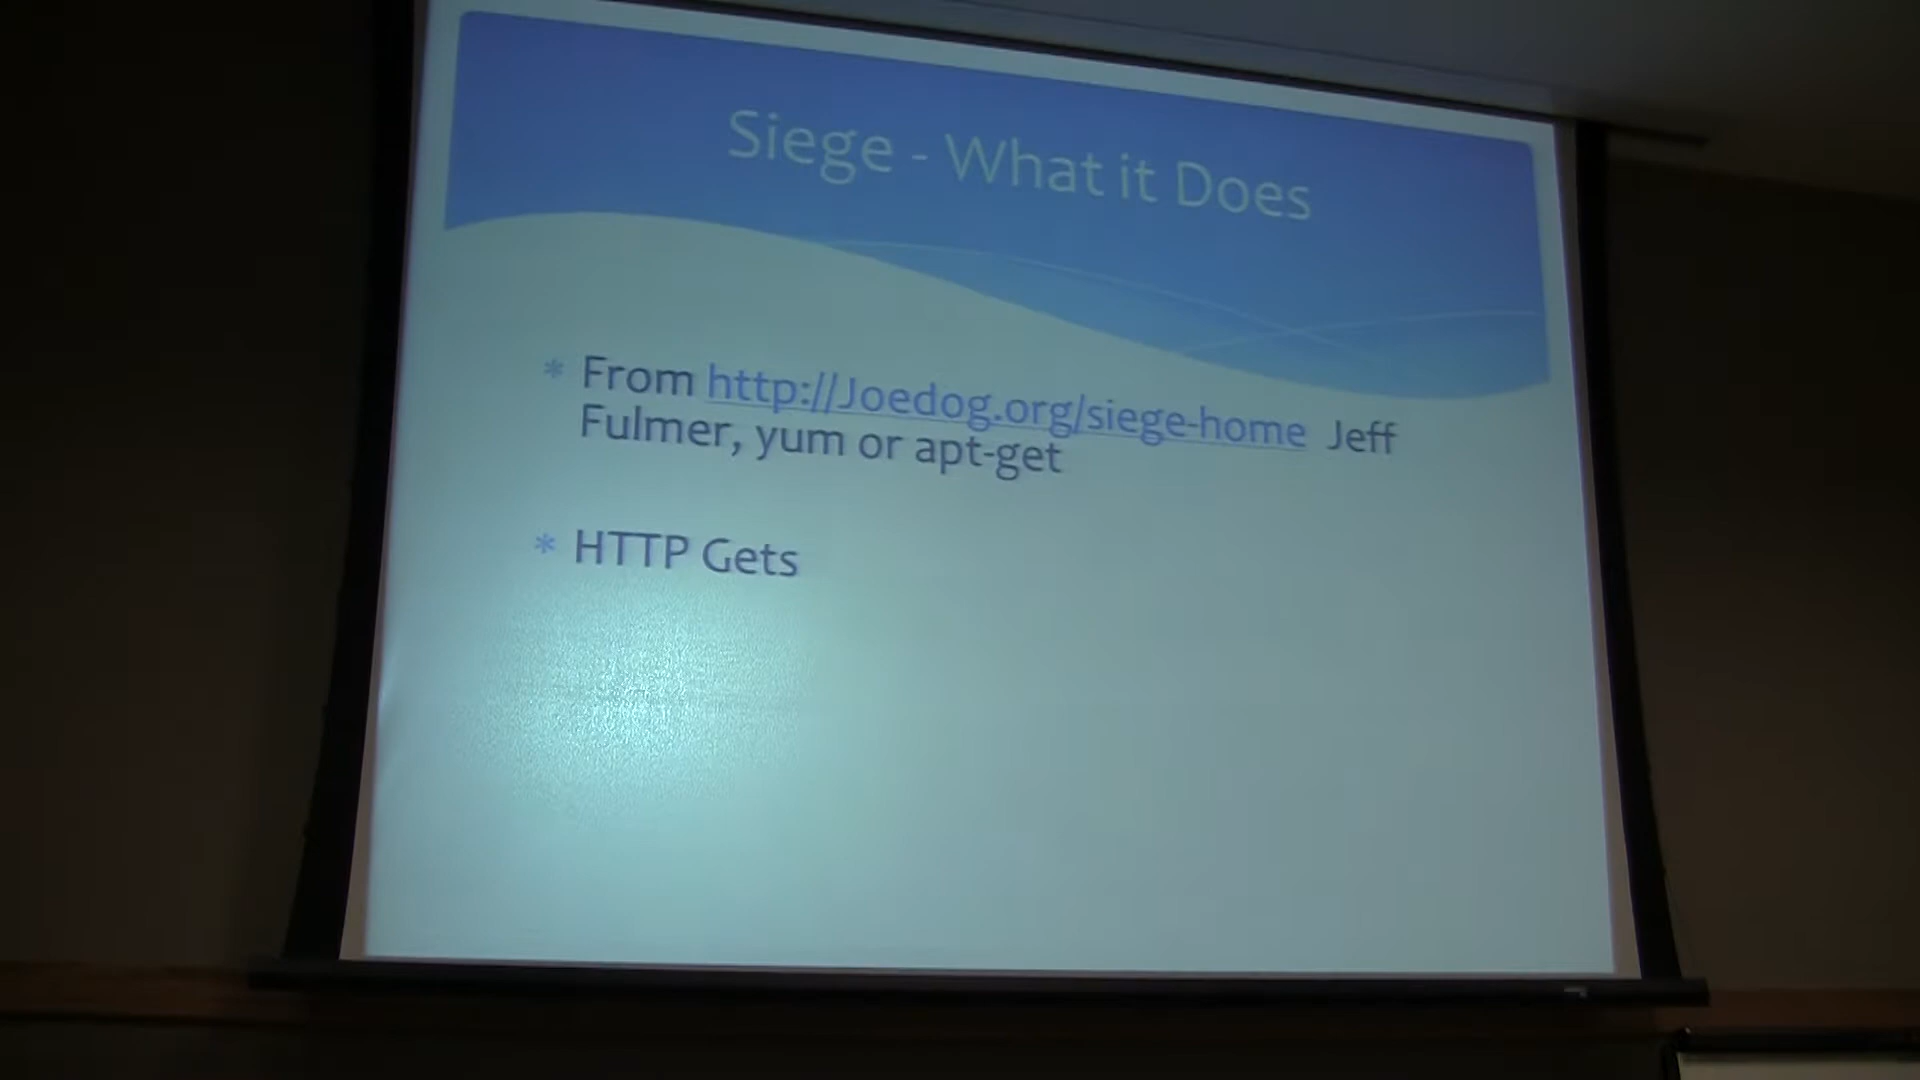 Siege - What it Does
* From http://Joedog.org/siege-home Jeff
Fulmer, yum or apt-get
* HTTP Gets